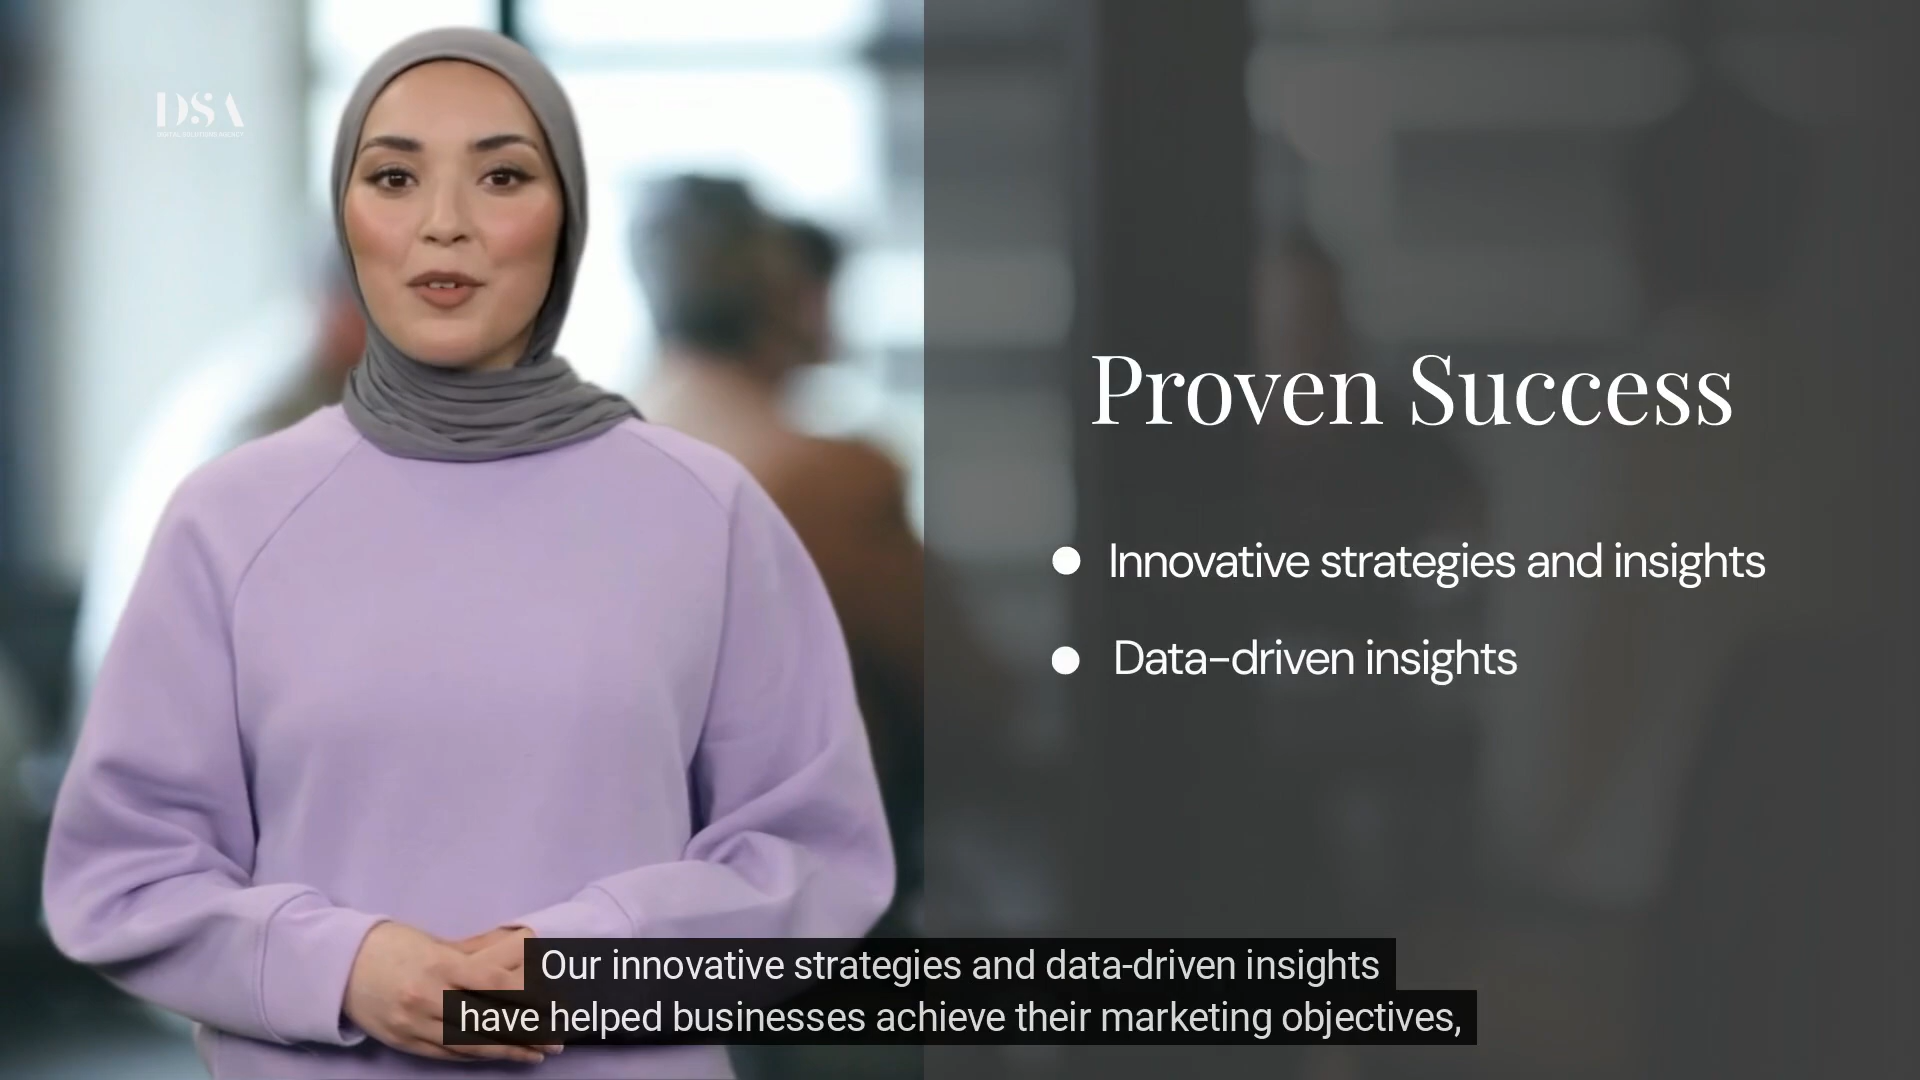 DSA
Proven Success
Innovative strategies and insights
Data-driven insights
Our innovative strategies and data-driven insights
have helped businesses achieve their marketing objectives,